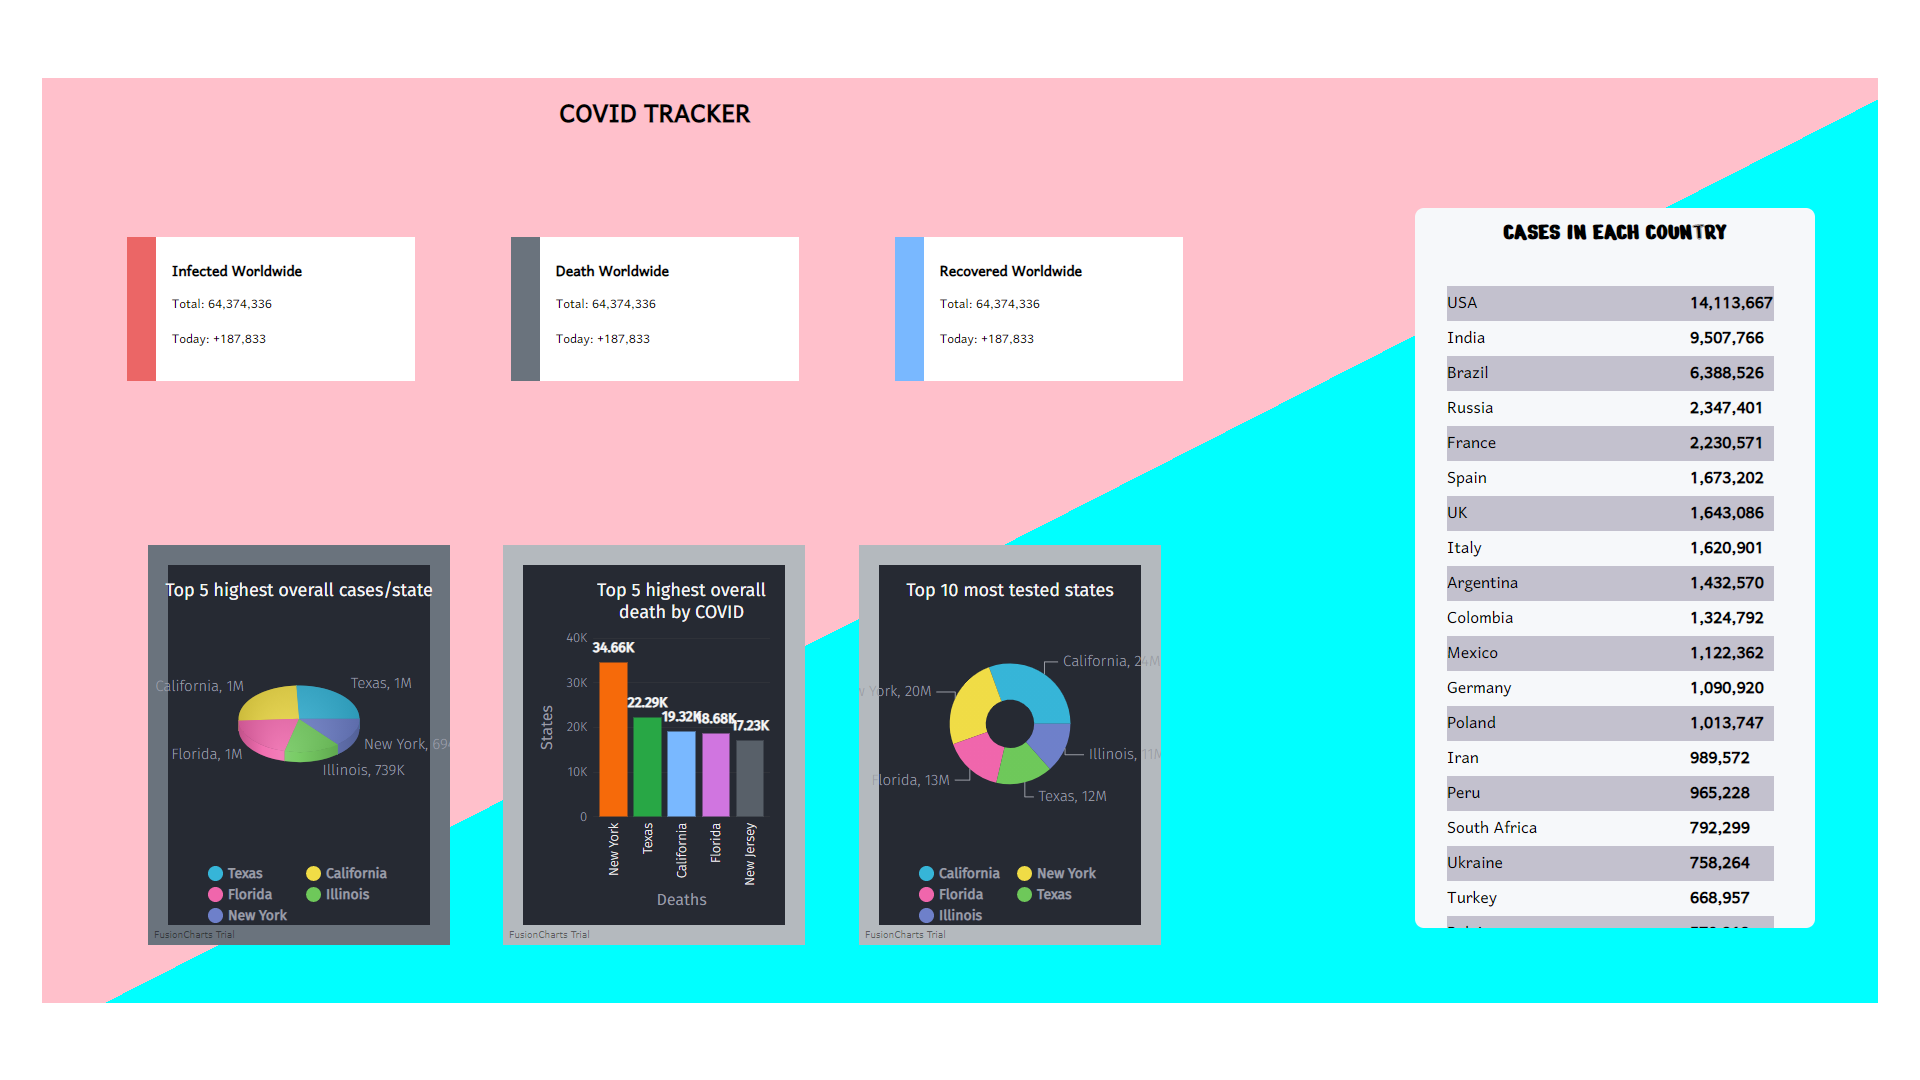 COVID TRACKER
Infected Worldwide
Total: 64,374,336
Today: +187,833
Death Worldwide
Total: 64,374,336
Today: +187,833
Recovered Worldwide
Total: 64,374,336
Today: +187,833
Top 5 highest overall cases/state
California, 1M
Texas, 1M
Florida, 1M
New York, 69
Illinois, 739K
Texas
California
Florida
Illinois
New York
FusionCharts Trial
Top 5 highest overall
death by COVID
40K
30K
20K
10K
0
States
34.66K
22.29K
19.32K
18.68K
17.23K
New York
Texas
California
Florida
New Jersey
Deaths
FusionCharts Trial
Top 10 most tested states
California, 24M
York, 20M
Illinois, 11M
Florida, 13M
Texas, 12M
California
New York
Florida
Texas
Illinois
FusionCharts Trial
CASES IN EACH COUNTRY
USA 14,113,667
India 9,507,766
Brazil 6,388,526
Russia 2,347,401
France 2,230,571
Spain 1,673,202
UK 1,643,086
Italy 1,620,901
Argentina 1,432,570
Colombia 1,324,792
Mexico 1,122,362
Germany 1,090,920
Poland 1,013,747
Iran 989,572
Peru 965,228
South Africa 792,299
Ukraine 758,264
Turkey 668,957